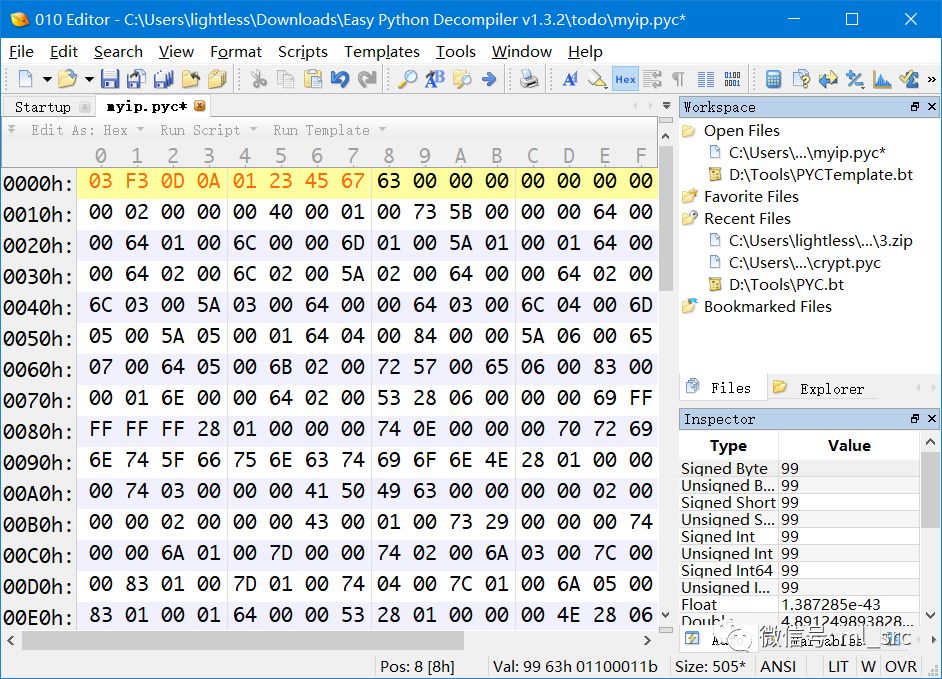 010 Editor - C:\Users\lightless\Downloads\Easy Python Decompiler v1.3.2\todo\myip.pyc*
File Edit Search View Format Scripts Templates Tools Window Help
Hex
Startup myip.pyc*
Edit As: Hex Run Script Run Template
0 1 2 3 4 5 6 7 8 9 A B C D E F
0000h: 03 F3 0D 0A 01 23 45 67 63 00 00 00 00 00 00 00
0010h: 00 02 00 00 00 40 00 01 00 73 5B 00 00 00 64 00
0020h: 00 64 01 00 6C 00 00 6D 01 00 5A 01 00 01 64 00
0030h: 00 64 02 00 6C 02 00 5A 02 00 64 00 00 64 02 00
0040h: 6C 03 00 5A 03 00 64 00 00 64 03 00 6C 04 00 6D
0050h: 05 00 5A 05 00 01 64 04 00 84 00 00 5A 06 00 65
0060h: 07 00 64 05 00 6B 02 00 72 57 00 65 06 00 83 00
0070h: 00 01 6E 00 00 64 02 00 53 28 06 00 00 00 69 FF
0080h: FF FF FF 28 01 00 00 00 74 0E 00 00 00 70 72 69
0090h: 6E 74 5F 66 75 6E 63 74 69 6F 6E 4E 28 01 00 00
00A0h: 00 74 03 00 00 00 41 50 49 63 00 00 00 00 02 00
00B0h: 00 00 02 00 00 00 43 00 01 00 73 29 00 00 00 74
00C0h: 00 00 6A 01 00 7D 00 00 74 02 00 6A 03 00 7C 00
00D0h: 00 83 01 00 7D 01 00 74 04 00 7C 01 00 6A 05 00
00E0h: 83 01 00 01 64 00 00 53 28 01 00 00 00 4E 28 06
Workspace
Open Files
C:\Users\...\myip.pyc*
D:\Tools\PYCTemplate.bt
Favorite Files
Recent Files
C:\Users\lightless\...\3.zip
C:\Users\...\crypt.pyc
D:\Tools\PYC.bt
Bookmarked Files
Files Explorer
Inspector
Type Value
Signed Byte 99
Unsigned B... 99
Signed Short 99
Unsigned S... 99
Signed Int 99
Unsigned Int 99
Signed Int64 99
Unsigned I... 99
Float 1.387285e-43
Double 4.891249893828...
Pos: 8 [8h] Val: 99 63h 01100011b Size: 505* ANSI LIT W OVR